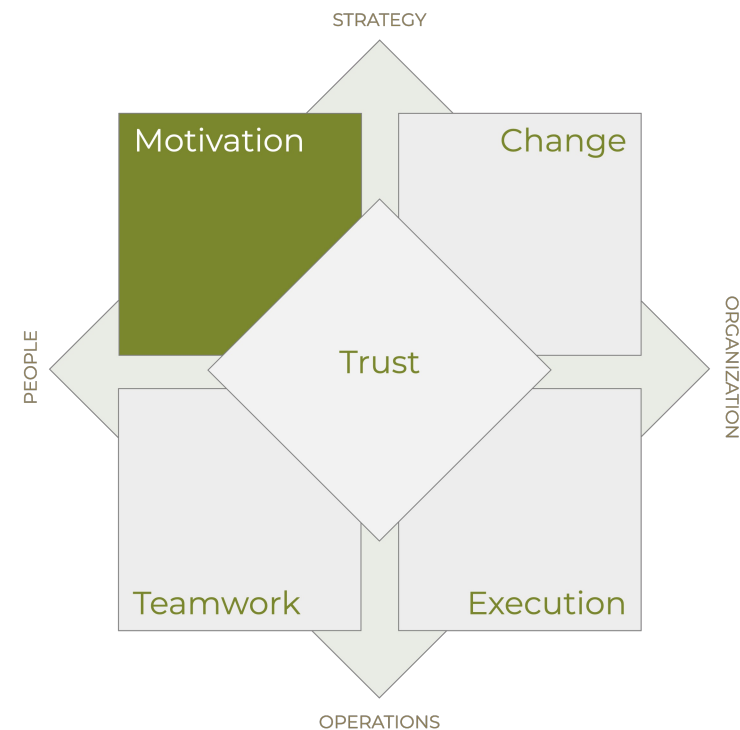 STRATEGY
Motivation
Change
PEOPLE
Trust
ORGANIZATION
Teamwork
Execution
OPERATIONS